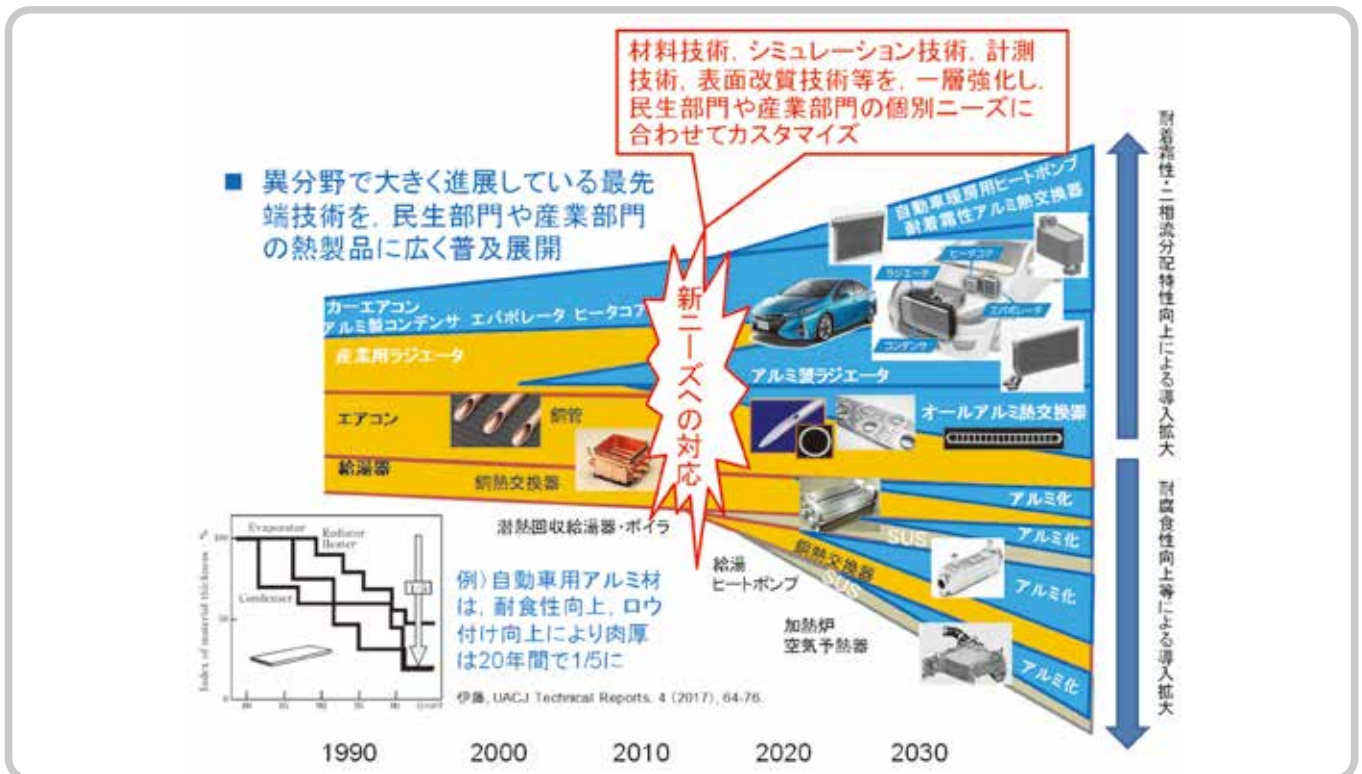 材料技術，シミュレーション技術，計測
技術，表面改質技術等を，一層強化し，
民生部門や産業部門の個別ニーズに
合わせてカスタマイズ
■ 異分野で大きく進展している最先
端技術を，民生部門や産業部門
の熱製品に広く普及展開
自動車暖房用ヒートポンプ
耐着霜性アルミ熱交換器
ヒータコア
ラジエータ
エバポレータ
コンデンサ
新ニーズへの対応
カーエアコン
アルミ製コンデンサ エバポレータ ヒータコア
産業用ラジエータ
アルミ製ラジエータ
エアコン
銅管
オールアルミ熱交換器
給湯器
銅熱交換器
アルミ化
潜熱回収給湯器・ボイラ
SUS
アルミ化
給湯
ヒートポンプ
銅熱交換器
SUS
アルミ化
加熱炉
空気予熱器
アルミ化
耐着霜性・二相流分配特性向上による導入拡大
耐腐食性向上等による導入拡大
Index of material thickness %
Evaporator
Radiator
Heater
Condenser
100
50
0
80
85
90
95
00
(year)
1/5
例）自動車用アルミ材
は，耐食性向上，ロウ
付け向上により肉厚
は20年間で1/5に
伊藤, UACJ Technical Reports, 4 (2017), 64-76.
1990 2000 2010 2020 2030